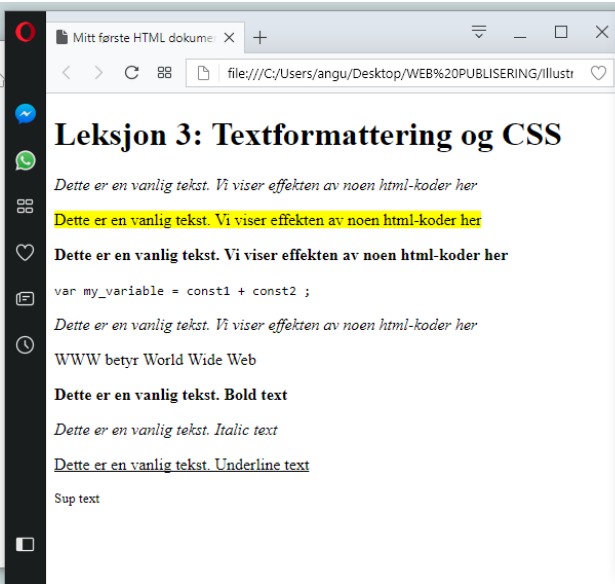 Mitt første HTML dokume
file:///C:/Users/angu/Desktop/WEB%20PUBLISERING/Illustr
Leksjon 3: Textformattering og CSS
Dette er en vanlig tekst. Vi viser effekten av noen html-koder her
Dette er en vanlig tekst. Vi viser effekten av noen html-koder her
Dette er en vanlig tekst. Vi viser effekten av noen html-koder her
var my_variable = const1 + const2 ;
Dette er en vanlig tekst. Vi viser effekten av noen html-koder her
WWW betyr World Wide Web
Dette er en vanlig tekst. Bold text
Dette er en vanlig tekst. Italic text
Dette er en vanlig tekst. Underline text
Sup text